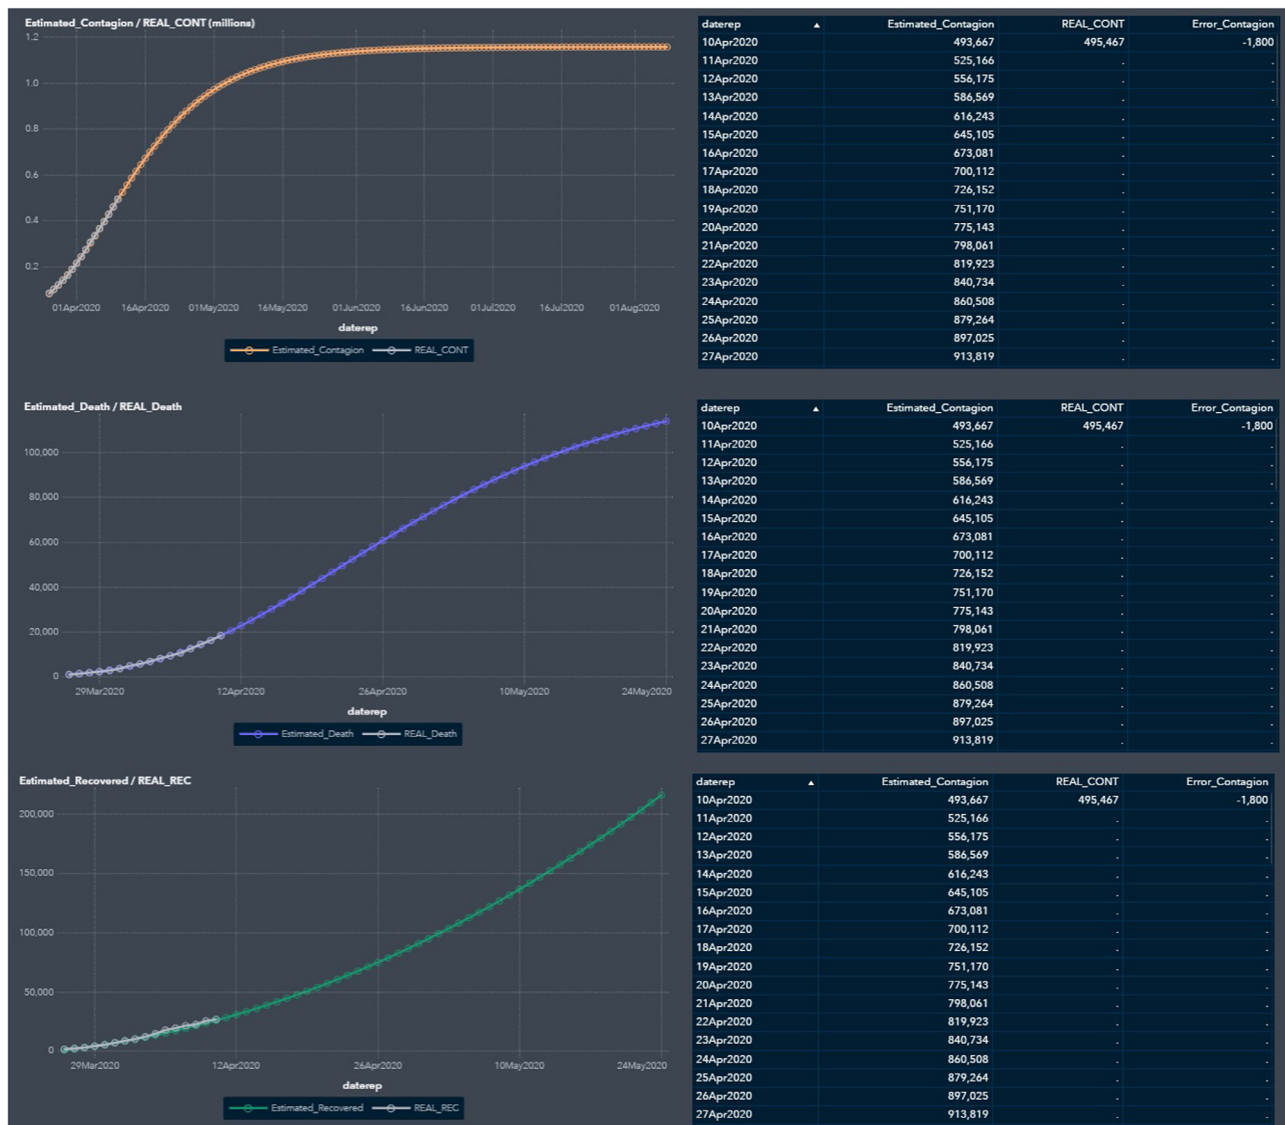 Estimated_Contagion / REAL_CONT (millions)
1.2
1.0
0.8
0.6
0.4
0.2
01Apr2020 16Apr2020 01May2020 16May2020 01Jun2020 16Jun2020 01Jul2020 16Jul2020 01Aug2020
daterep
Estimated_Contagion REAL_CONT
daterep ▲ Estimated_Contagion REAL_CONT Error_Contagion
10Apr2020 493,667 495,467 -1,800
11Apr2020 525,166 . .
12Apr2020 556,175 . .
13Apr2020 586,569 . .
14Apr2020 616,243 . .
15Apr2020 645,105 . .
16Apr2020 673,081 . .
17Apr2020 700,112 . .
18Apr2020 726,152 . .
19Apr2020 751,170 . .
20Apr2020 775,143 . .
21Apr2020 798,061 . .
22Apr2020 819,923 . .
23Apr2020 840,734 . .
24Apr2020 860,508 . .
25Apr2020 879,264 . .
26Apr2020 897,025 . .
27Apr2020 913,819 . .
Estimated_Death / REAL_Death
100,000
80,000
60,000
40,000
20,000
0
29Mar2020 12Apr2020 26Apr2020 10May2020 24May2020
daterep
Estimated_Death REAL_Death
daterep ▲ Estimated_Contagion REAL_CONT Error_Contagion
10Apr2020 493,667 495,467 -1,800
11Apr2020 525,166 . .
12Apr2020 556,175 . .
13Apr2020 586,569 . .
14Apr2020 616,243 . .
15Apr2020 645,105 . .
16Apr2020 673,081 . .
17Apr2020 700,112 . .
18Apr2020 726,152 . .
19Apr2020 751,170 . .
20Apr2020 775,143 . .
21Apr2020 798,061 . .
22Apr2020 819,923 . .
23Apr2020 840,734 . .
24Apr2020 860,508 . .
25Apr2020 879,264 . .
26Apr2020 897,025 . .
27Apr2020 913,819 . .
Estimated_Recovered / REAL_REC
200,000
150,000
100,000
50,000
0
29Mar2020 12Apr2020 26Apr2020 10May2020 24May2020
daterep
Estimated_Recovered REAL_REC
daterep ▲ Estimated_Contagion REAL_CONT Error_Contagion
10Apr2020 493,667 495,467 -1,800
11Apr2020 525,166 . .
12Apr2020 556,175 . .
13Apr2020 586,569 . .
14Apr2020 616,243 . .
15Apr2020 645,105 . .
16Apr2020 673,081 . .
17Apr2020 700,112 . .
18Apr2020 726,152 . .
19Apr2020 751,170 . .
20Apr2020 775,143 . .
21Apr2020 798,061 . .
22Apr2020 819,923 . .
23Apr2020 840,734 . .
24Apr2020 860,508 . .
25Apr2020 879,264 . .
26Apr2020 897,025 . .
27Apr2020 913,819 . .